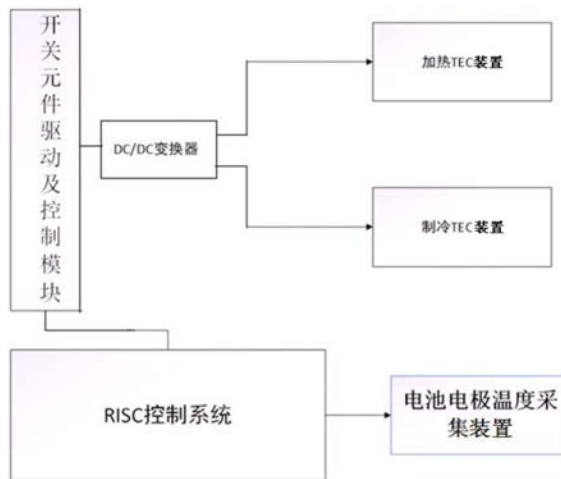 开关元件驱动及控制模块
加热TEC装置
DC/DC变换器
制冷TEC装置
RISC控制系统
电池电极温度采
集装置